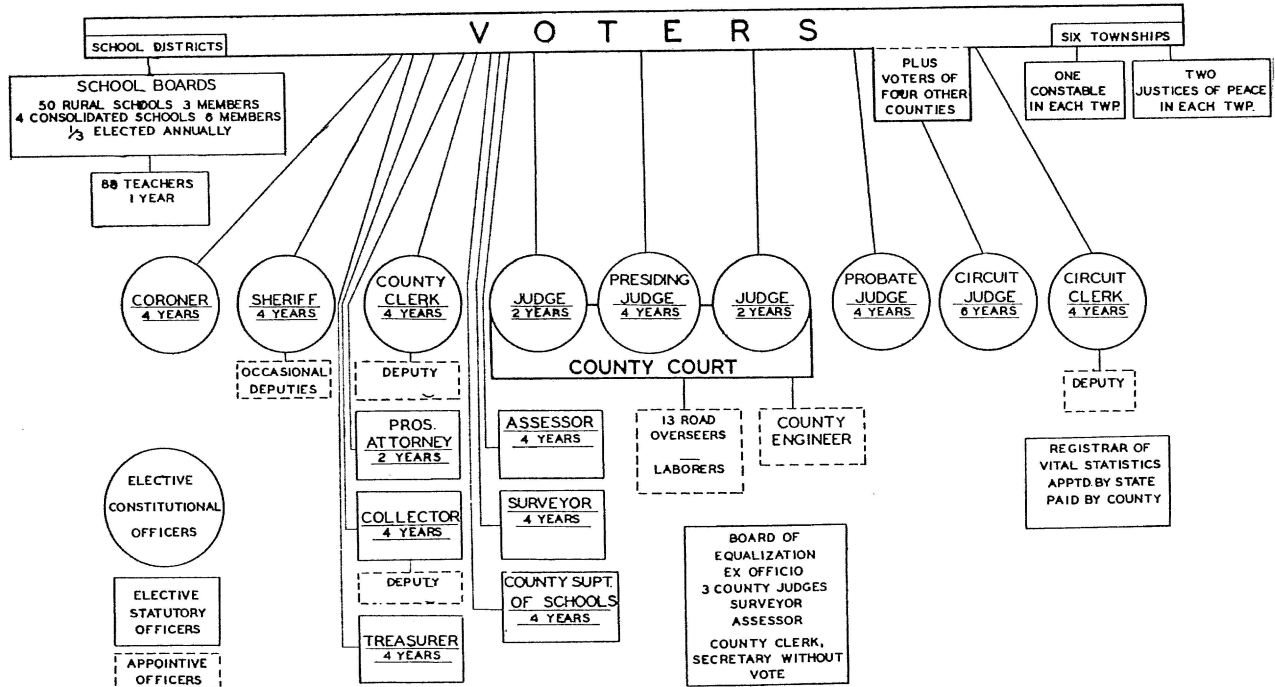 VOTERS
SCHOOL DISTRICTS
SCHOOL BOARDS
50 RURAL SCHOOLS 3 MEMBERS
4 CONSOLIDATED SCHOOLS 6 MEMBERS
1/3 ELECTED ANNUALLY
88 TEACHERS
1 YEAR
PLUS
VOTERS OF
FOUR OTHER
COUNTIES
SIX TOWNSHIPS
ONE
CONSTABLE
IN EACH TWP.
TWO
JUSTICES OF PEACE
IN EACH TWP.
CORONER
4 YEARS
SHERIFF
4 YEARS
OCCASIONAL
DEPUTIES
COUNTY
CLERK
4 YEARS
DEPUTY
PROS.
ATTORNEY
2 YEARS
COLLECTOR
4 YEARS
DEPUTY
TREASURER
4 YEARS
JUDGE
2 YEARS
PRESIDING
JUDGE
4 YEARS
JUDGE
2 YEARS
COUNTY COURT
ASSESSOR
4 YEARS
SURVEYOR
4 YEARS
COUNTY SUPT.
OF SCHOOLS
4 YEARS
13 ROAD
OVERSEERS
LABORERS
COUNTY
ENGINEER
PROBATE
JUDGE
4 YEARS
CIRCUIT
JUDGE
6 YEARS
CIRCUIT
CLERK
4 YEARS
DEPUTY
REGISTRAR OF
VITAL STATISTICS
APPTD. BY STATE
PAID BY COUNTY
BOARD OF
EQUALIZATION
EX OFFICIO
3 COUNTY JUDGES
SURVEYOR
ASSESSOR
COUNTY CLERK,
SECRETARY WITHOUT
VOTE
ELECTIVE
CONSTITUTIONAL
OFFICERS
ELECTIVE
STATUTORY
OFFICERS
APPOINTIVE
OFFICERS